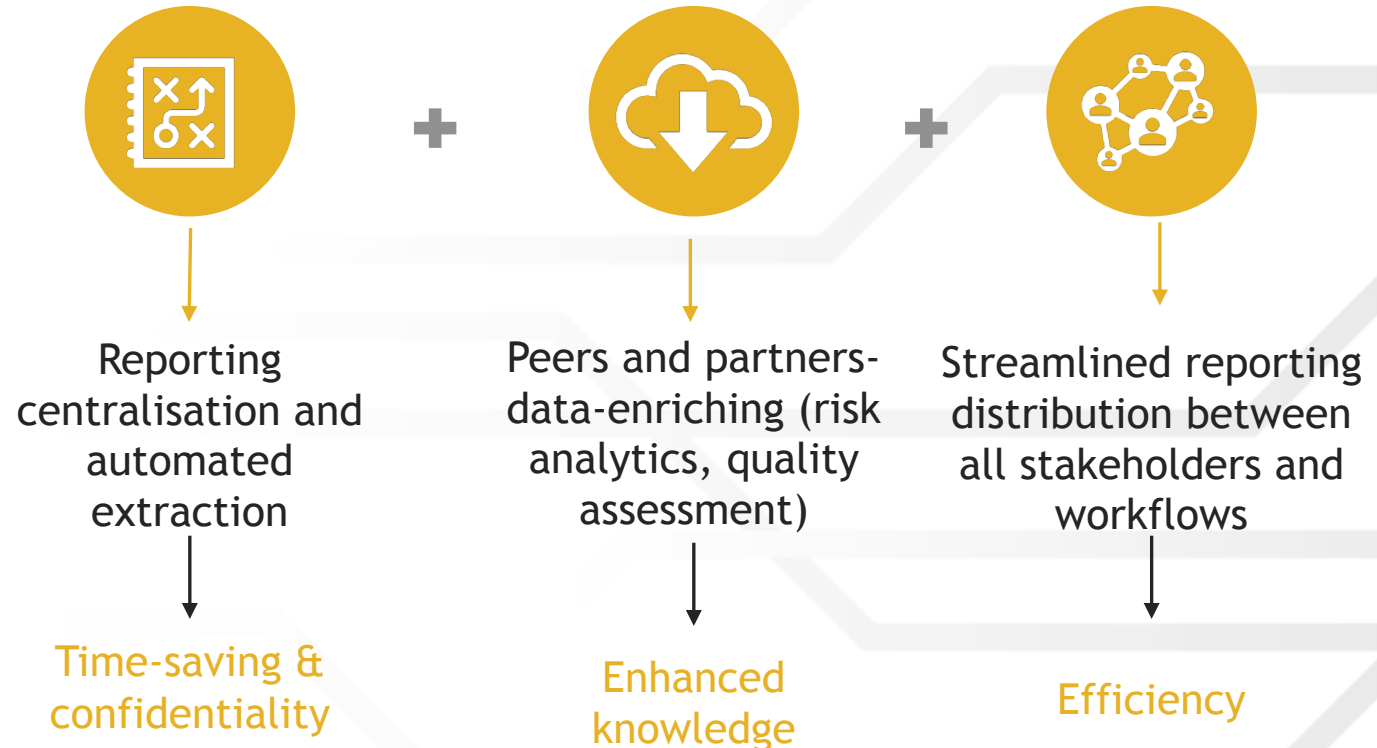 Reporting
centralisation and
automated
extraction
Time-saving &
confidentiality
Peers and partners-
data-enriching (risk
analytics, quality
assessment)
Enhanced
knowledge
Streamlined reporting
distribution between
all stakeholders and
workflows
Efficiency